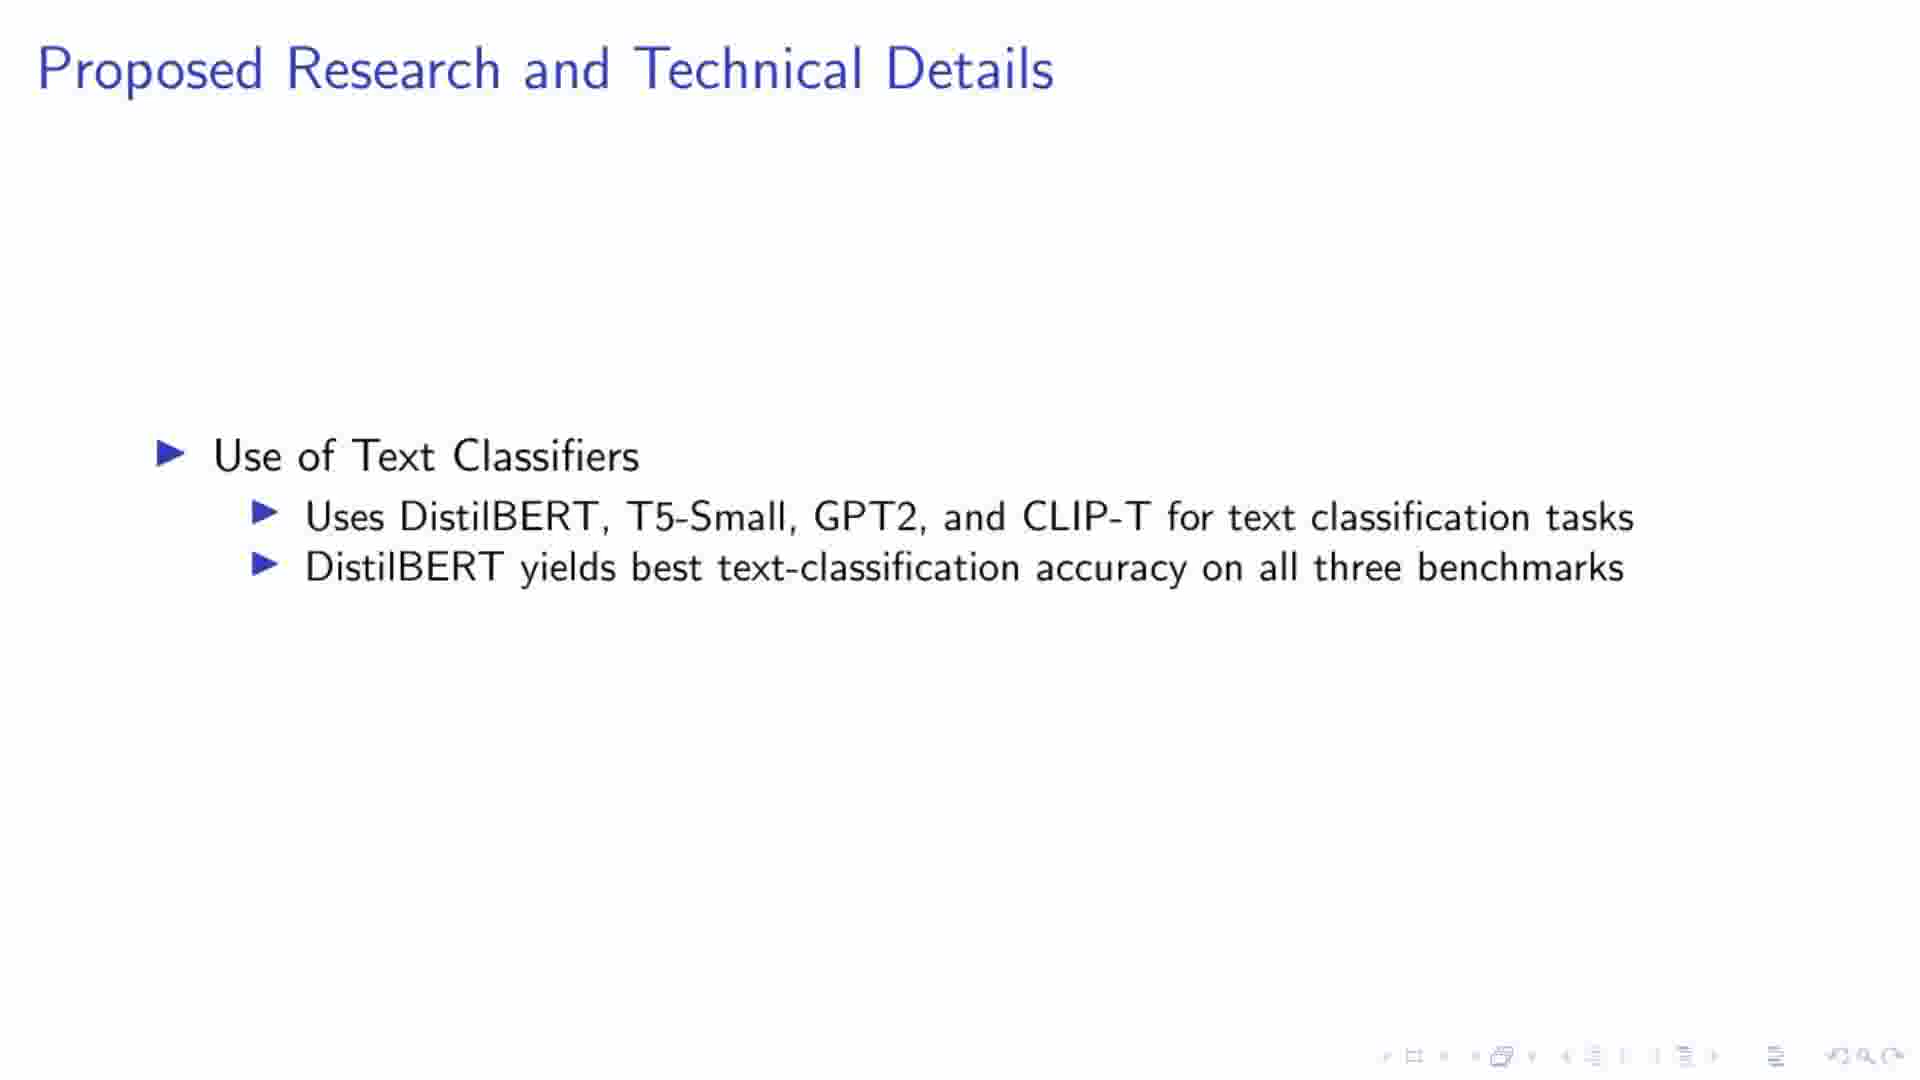 Proposed Research and Technical Details
Use of Text Classifiers
Uses DistilBERT, T5-Small, GPT2, and CLIP-T for text classification tasks
DistilBERT yields best text-classification accuracy on all three benchmarks